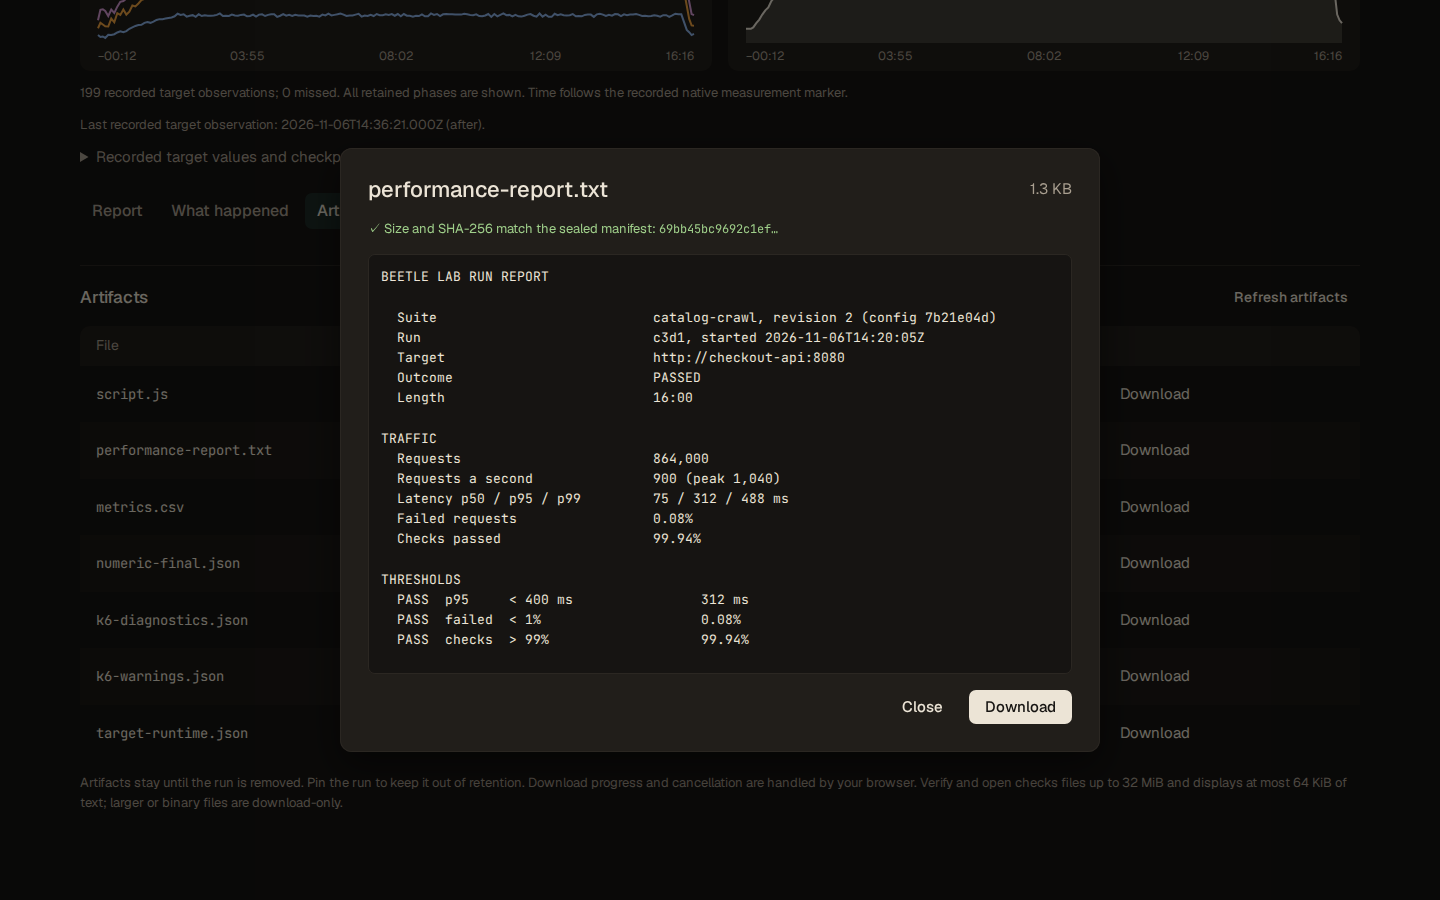 −00:12 03:55 08:02 12:09 16:16
−00:12 03:55 08:02 12:09 16:16
199 recorded target observations; 0 missed. All retained phases are shown. Time follows the recorded native measurement marker.
Last recorded target observation: 2026-11-06T14:36:21.000Z (after).
▶ Recorded target values and checkp
Report What happened Art
performance-report.txt 1.3 KB
✓ Size and SHA-256 match the sealed manifest: 69bb45bc9692c1ef…
BEETLE LAB RUN REPORT
Suite catalog-crawl, revision 2 (config 7b21e04d)
Run c3d1, started 2026-11-06T14:20:05Z
Target http://checkout-api:8080
Outcome PASSED
Length 16:00
TRAFFIC
Requests 864,000
Requests a second 900 (peak 1,040)
Latency p50 / p95 / p99 75 / 312 / 488 ms
Failed requests 0.08%
Checks passed 99.94%
THRESHOLDS
PASS p95 < 400 ms 312 ms
PASS failed < 1% 0.08%
PASS checks > 99% 99.94%
Close Download
Artifacts Refresh artifacts
File
script.js Download
performance-report.txt Download
metrics.csv Download
numeric-final.json Download
k6-diagnostics.json Download
k6-warnings.json Download
target-runtime.json Download
Artifacts stay until the run is removed. Pin the run to keep it out of retention. Download progress and cancellation are handled by your browser. Verify and open checks files up to 32 MiB and displays at most 64 KiB of
text; larger or binary files are download-only.